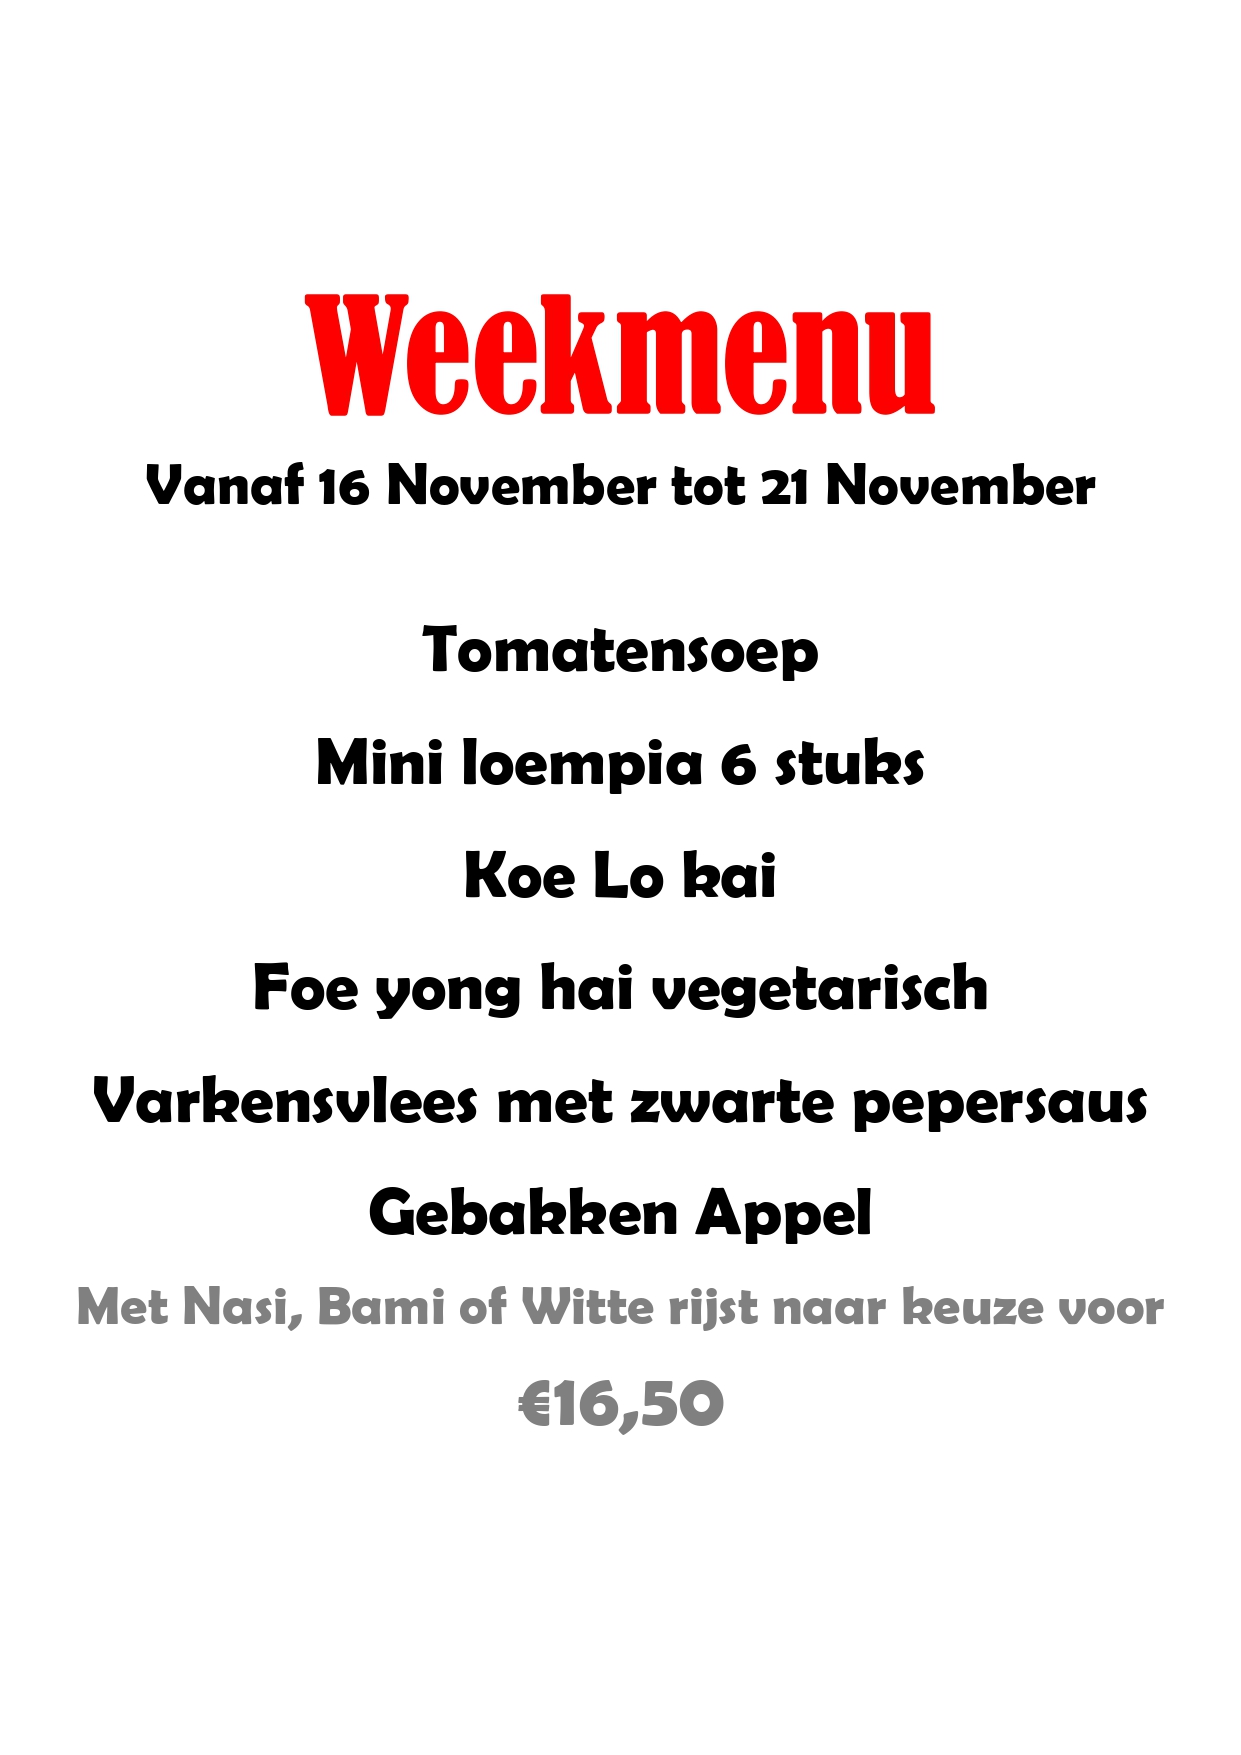 Weekmenu
Vanaf 16 November tot 21 November
Tomatensoep
Mini loempia 6 stuks
Koe Lo kai
Foe yong hai vegetarisch
Varkensvlees met zwarte pepersaus
Gebakken Appel
Met Nasi, Bami of Witte rijst naar keuze voor
€16,50